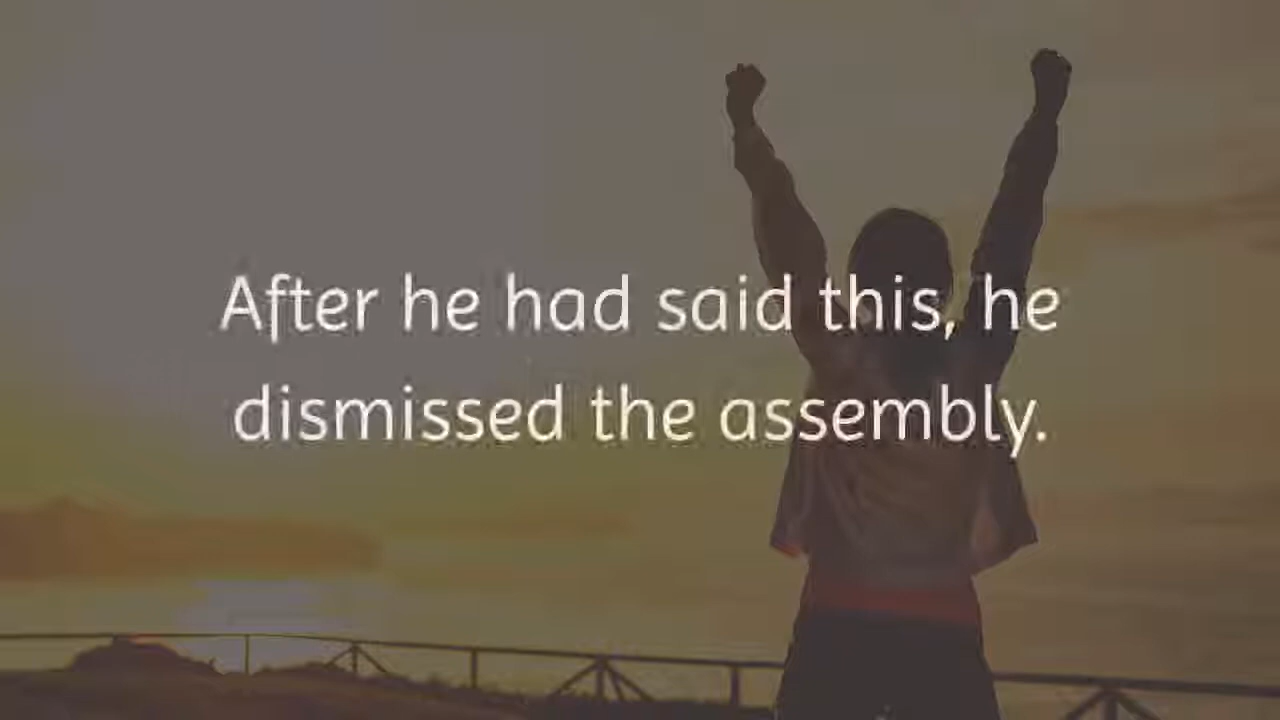 After he had said this, he
dismissed the assembly.